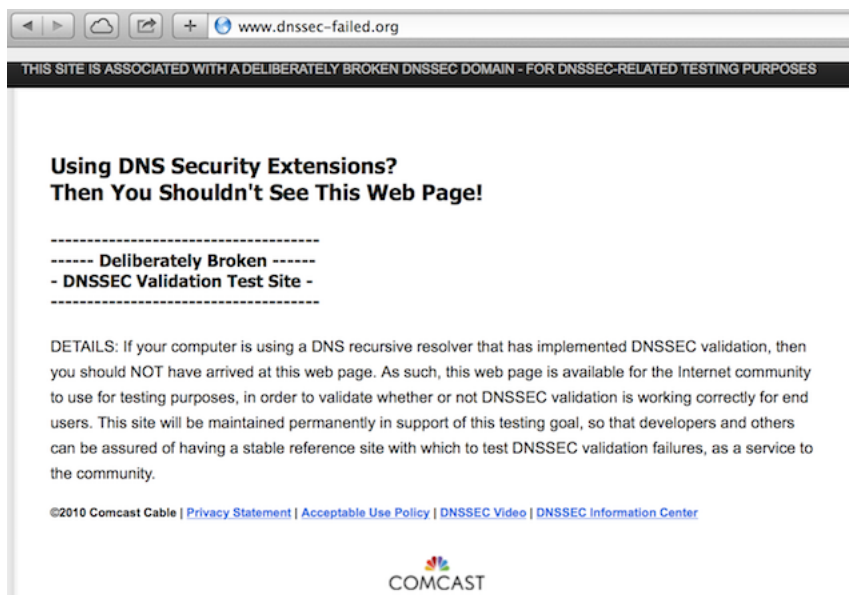 www.dnssec-failed.org
THIS SITE IS ASSOCIATED WITH A DELIBERATELY BROKEN DNSSEC DOMAIN - FOR DNSSEC-RELATED TESTING PURPOSES
Using DNS Security Extensions?
Then You Shouldn't See This Web Page!
------------------------------------
------ Deliberately Broken ------
- DNSSEC Validation Test Site -
------------------------------------
DETAILS: If your computer is using a DNS recursive resolver that has implemented DNSSEC validation, then
you should NOT have arrived at this web page. As such, this web page is available for the Internet community
to use for testing purposes, in order to validate whether or not DNSSEC validation is working correctly for end
users. This site will be maintained permanently in support of this testing goal, so that developers and others
can be assured of having a stable reference site with which to test DNSSEC validation failures, as a service to
the community.
©2010 Comcast Cable | Privacy Statement | Acceptable Use Policy | DNSSEC Video | DNSSEC Information Center
COMCAST